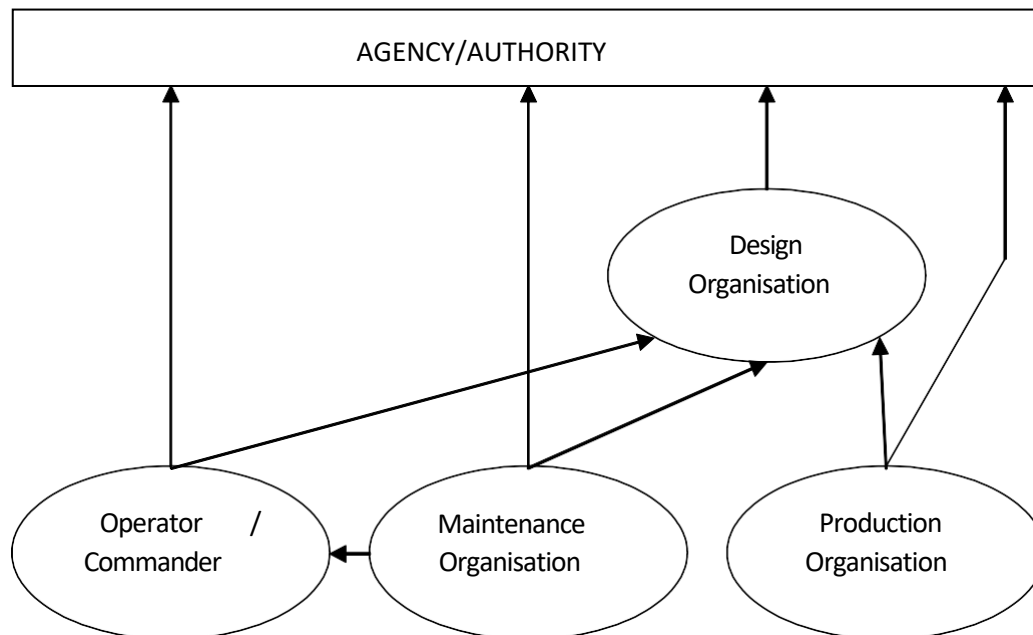 AGENCY/AUTHORITY
Design
Organisation
Operator /
Commander
Maintenance
Organisation
Production
Organisation